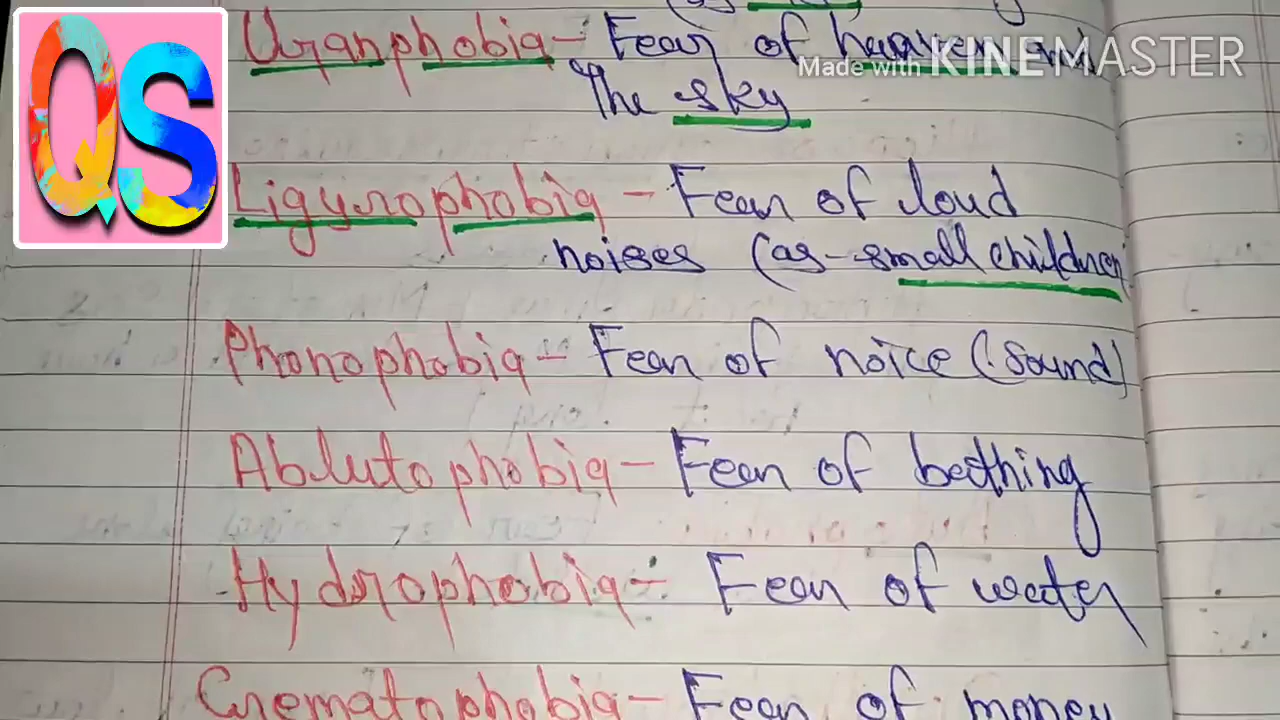 Uranphobia - Fear of heaven and
Made with KINEMASTER
the sky
QS
Ligyrophobia - Fear of loud
noises (as small children
Phonophobia - Fear of noice (sound)
Ablutophobia - Fear of bathing
Hydrophobia - Fear of water
Crematophobia - Fear of money